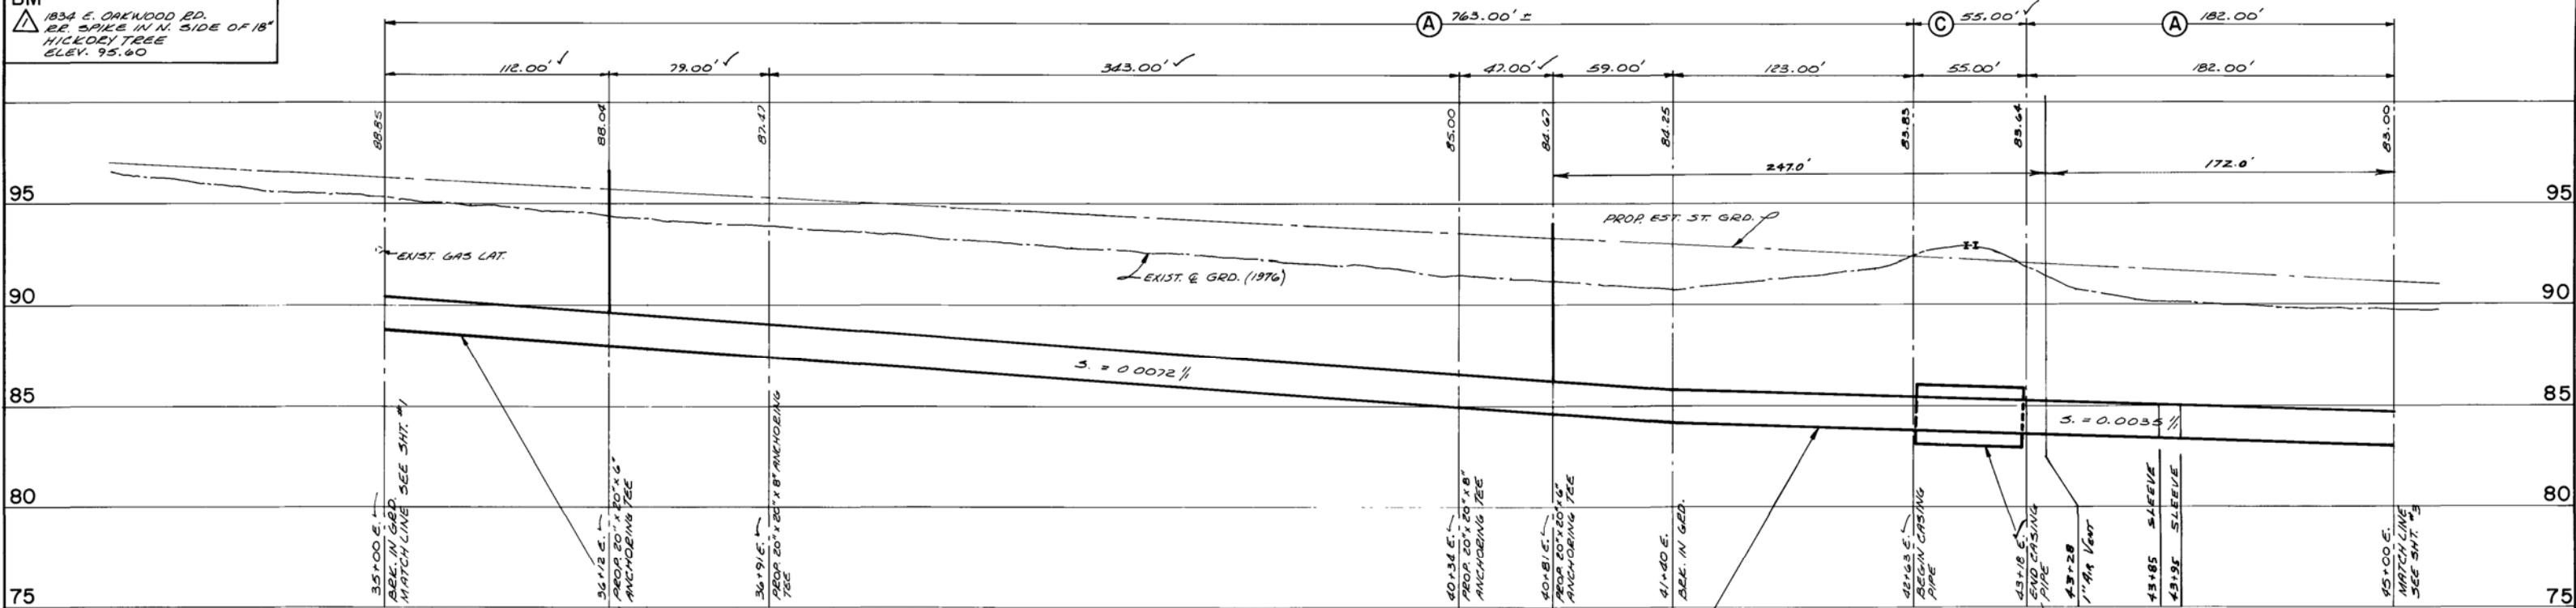 BM
1834 E. OAKWOOD RD.
RR. SPIKE IN N. SIDE OF 18"
HICKORY TREE
ELEV. 95.60
A 763.00' ±
C 55.00' ✓
A 182.00'
112.00' ✓
79.00' ✓
343.00' ✓
47.00' ✓
59.00'
123.00'
55.00'
182.00'
88.85
88.04
87.47
85.00
84.67
84.25
83.83
83.64
83.00
247.0'
172.0'
95
95
PROP. EST. ST. GRD.
EXIST. GAS LAT.
EXIST. ℄ GRD. (1976)
90
90
S. = 0.0072 1/1
85
85
S. = 0.0035 1/1
80
80
75
75
35+00 E.
BRK. IN GRD.
MATCH LINE SEE SHT. #1
36+12 E.
PROP. 20" x 20" x 6"
ANCHORING TEE
36+91 E.
PROP. 20" x 20" x 8" ANCHORING
TEE
40+34 E.
PROP. 20" x 20" x 8"
ANCHORING TEE
40+81 E.
PROP. 20" x 20" x 6"
ANCHORING TEE
41+40 E.
BRK. IN GRD.
42+63 E.
BEGIN CASING
PIPE
43+18 E.
END CASING
PIPE
43+28
1" AIR VENT
43+85 SLEEVE
43+95 SLEEVE
45+00 E.
MATCH LINE
SEE SHT. #3